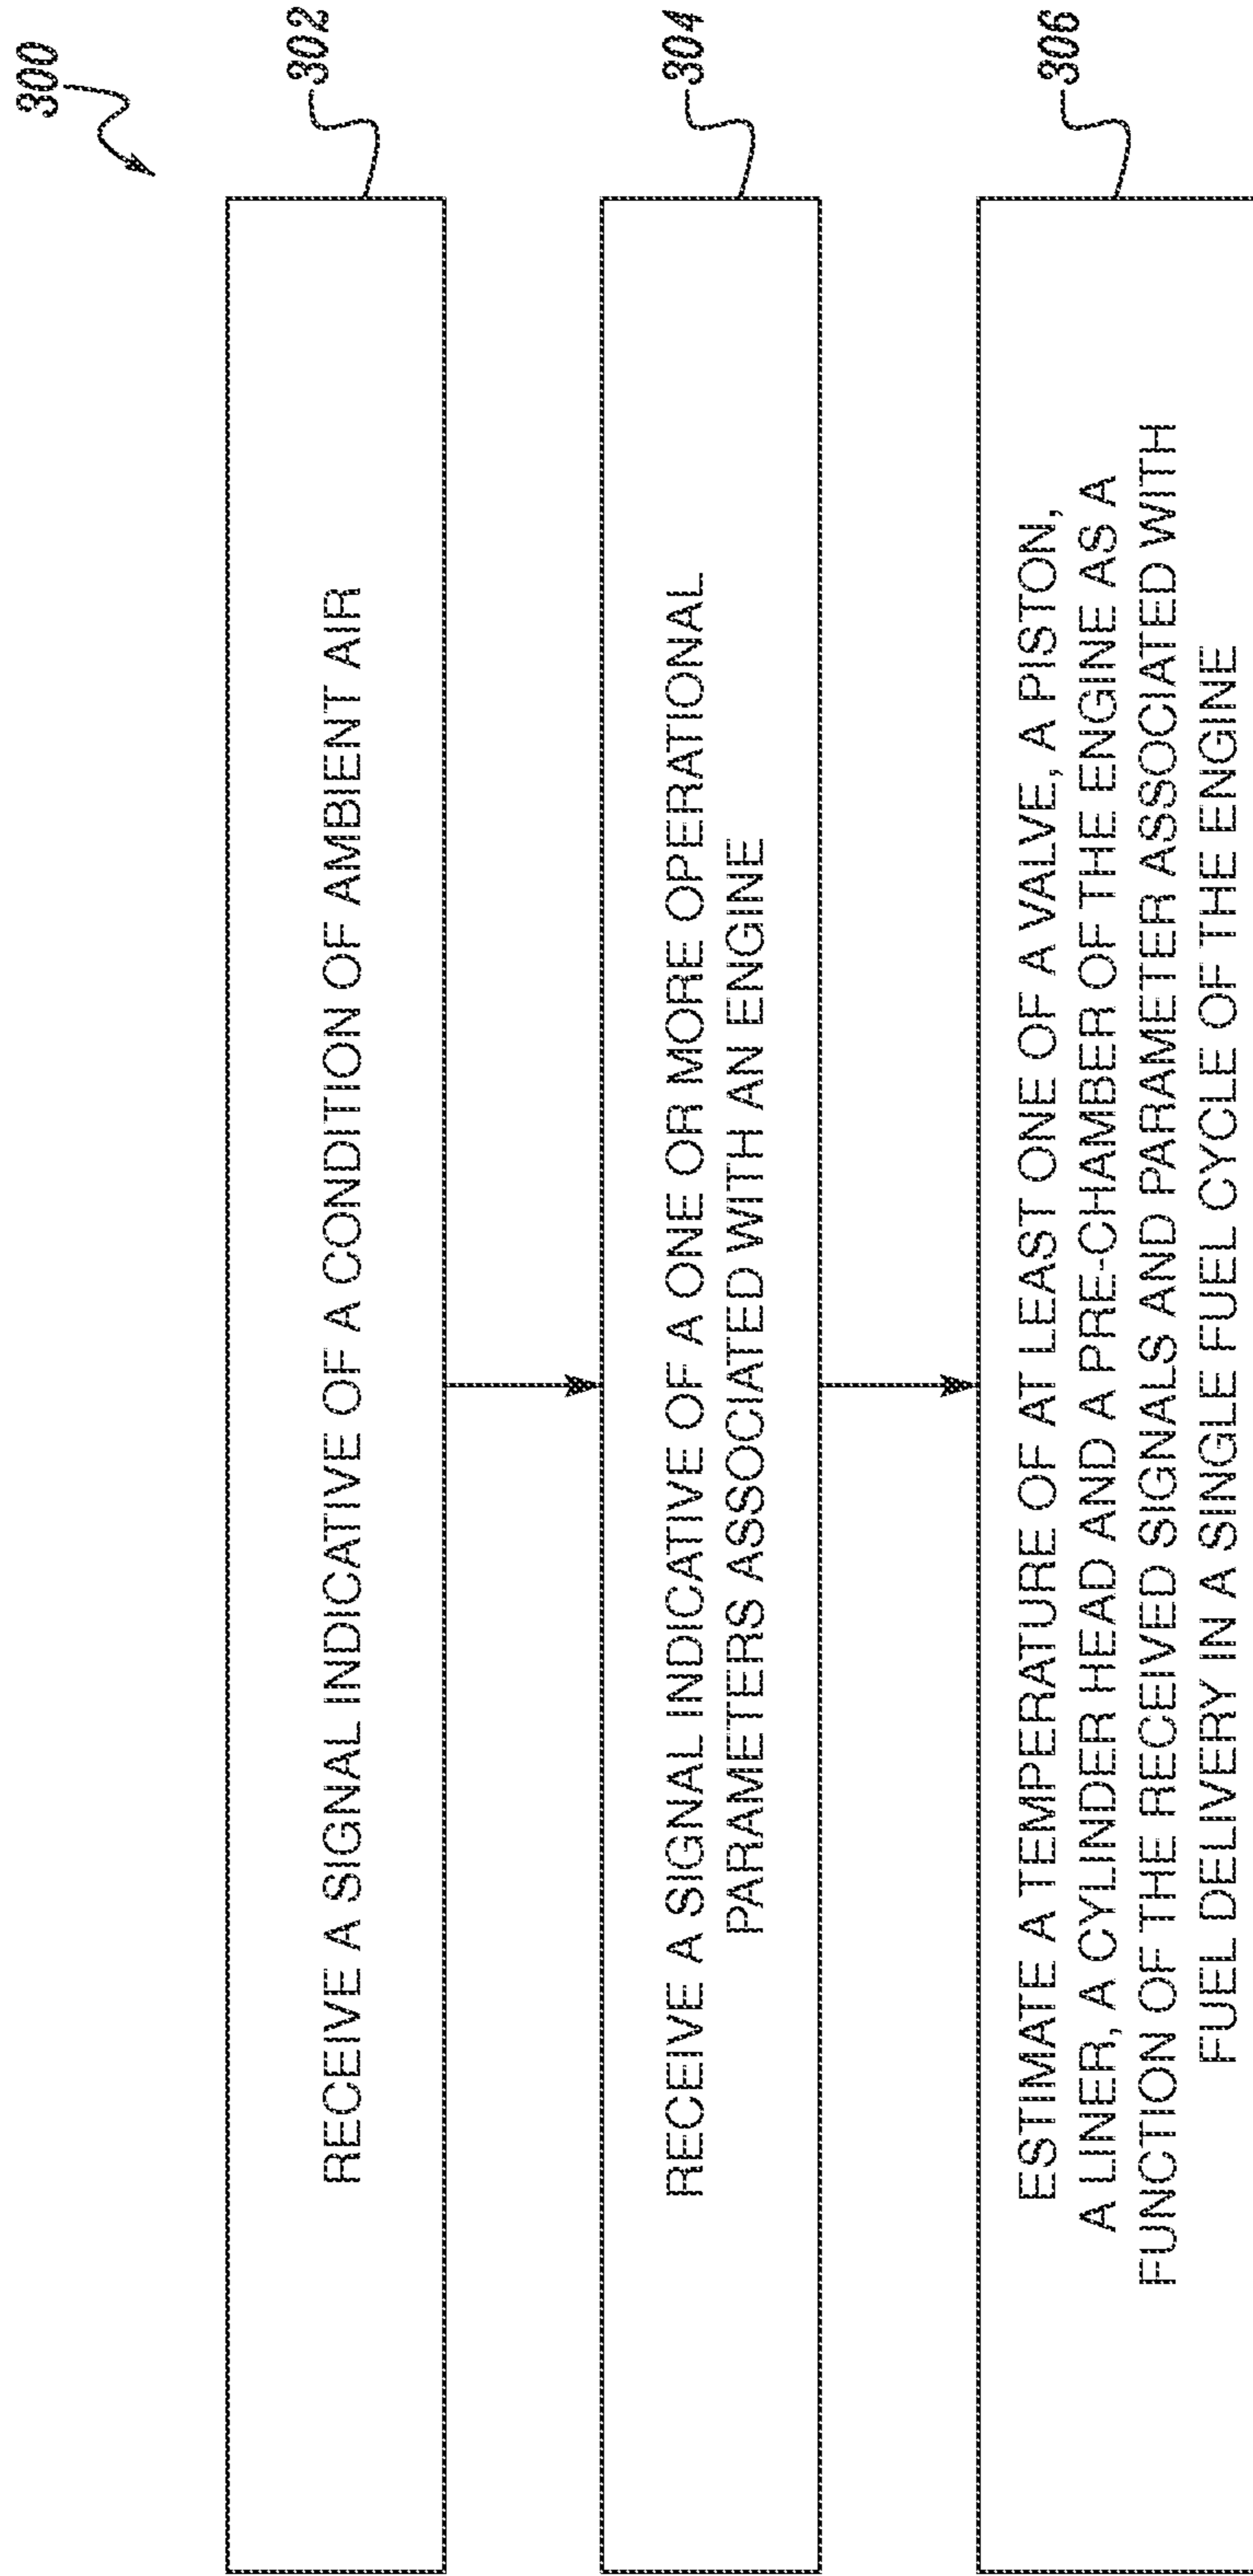 300
RECEIVE A SIGNAL INDICATIVE OF A CONDITION OF AMBIENT AIR
302
RECEIVE A SIGNAL INDICATIVE OF A ONE OR MORE OPERATIONAL
PARAMETERS ASSOCIATED WITH AN ENGINE
304
ESTIMATE A TEMPERATURE OF AT LEAST ONE OF A VALVE, A PISTON,
A LINER, A CYLINDER HEAD AND A PRE-CHAMBER OF THE ENGINE AS A
FUNCTION OF THE RECEIVED SIGNALS AND PARAMETER ASSOCIATED WITH
FUEL DELIVERY IN A SINGLE FUEL CYCLE OF THE ENGINE
306